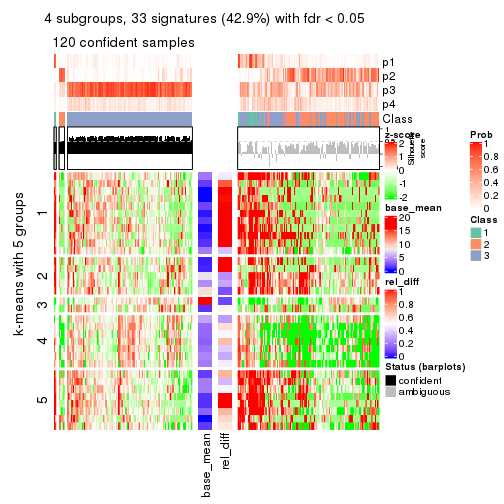 4 subgroups, 33 signatures (42.9%) with fdr < 0.05
120 confident samples
p1
p2
p3
p4
Class
1
Silhouette
score
k-means with 5 groups
1
2
3
4
5
base_mean
rel_diff
z-score
2
0
-2
base_mean
20
15
10
5
0
rel_diff
1
0.8
0.6
0.4
0.2
0
Status (barplots)
confident
ambiguous
Prob
1
0.8
0.6
0.4
0.2
0
Class
1
2
3